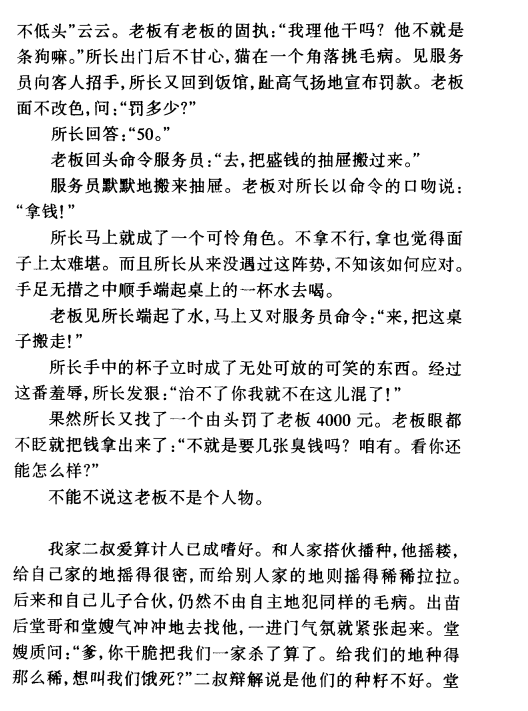 不低头”云云。老板有老板的固执:“我理他干吗?他不就是
条狗嘛。”所长出门后不甘心,猫在一个角落挑毛病。见服务
员向客人招手,所长又回到饭馆,趾高气扬地宣布罚款。老板
面不改色,问:“罚多少?”
所长回答:“50。”
老板回头命令服务员:“去,把盛钱的抽屉搬过来。”
服务员默默地搬来抽屉。老板对所长以命令的口吻说:
“拿钱!”
所长马上就成了一个可怜角色。不拿不行,拿也觉得面
子上太难堪。而且所长从来没遇过这阵势,不知该如何应对。
手足无措之中顺手端起桌上的一杯水去喝。
老板见所长端起了水,马上又对服务员命令:“来,把这桌
子搬走!”
所长手中的杯子立时成了无处可放的可笑的东西。经过
这番羞辱,所长发狠:“治不了你我就不在这儿混了!”
果然所长又找了一个由头罚了老板 4000 元。老板眼都
不眨就把钱拿出来了:“不就是要几张臭钱吗?咱有。看你还
能怎么样?”
不能不说这老板不是个人物。
我家二叔爱算计人已成嗜好。和人家搭伙播种,他摇耧,
给自己家的地摇得很密,而给别人家的地则摇得稀稀拉拉。
后来和自己儿子合伙,仍然不由自主地犯同样的毛病。出苗
后堂哥和堂嫂气冲冲地去找他,一进门气氛就紧张起来。堂
嫂质问:“爹,你干脆把我们一家杀了算了。给我们的地种得
那么稀,想叫我们饿死?”二叔辩解说是他们的种籽不好。堂